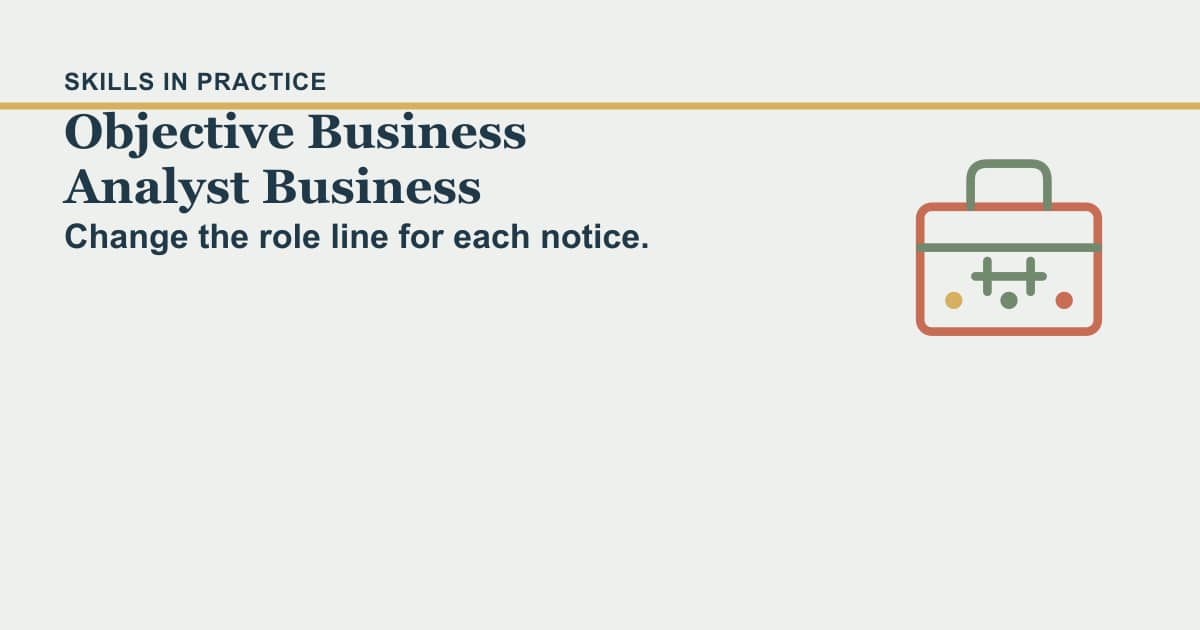 SKILLS IN PRACTICE
Objective Business
Analyst Business
Change the role line for each notice.